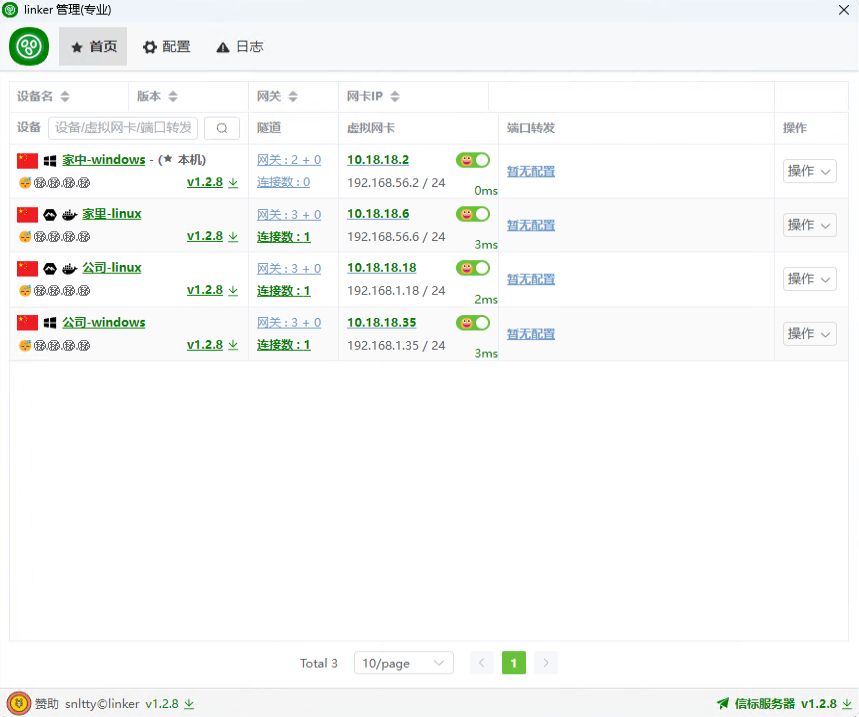 linker 管理(专业)
首页 配置 日志
设备名 版本 网关 网卡IP
设备 设备/虚拟网卡/端口转发 隧道 虚拟网卡 端口转发 操作
家中-windows - (★ 本机) 网关 : 2 + 0 10.18.18.2 暂无配置 操作
v1.2.8 连接数 : 0 192.168.56.2 / 24 0ms
家里-linux 网关 : 3 + 0 10.18.18.6 暂无配置 操作
v1.2.8 连接数 : 1 192.168.56.6 / 24 3ms
公司-linux 网关 : 3 + 0 10.18.18.18 暂无配置 操作
v1.2.8 连接数 : 1 192.168.1.18 / 24 2ms
公司-windows 网关 : 3 + 0 10.18.18.35 暂无配置 操作
v1.2.8 连接数 : 1 192.168.1.35 / 24 3ms
Total 3 10/page 1
赞助 snltty©linker v1.2.8 信标服务器 v1.2.8